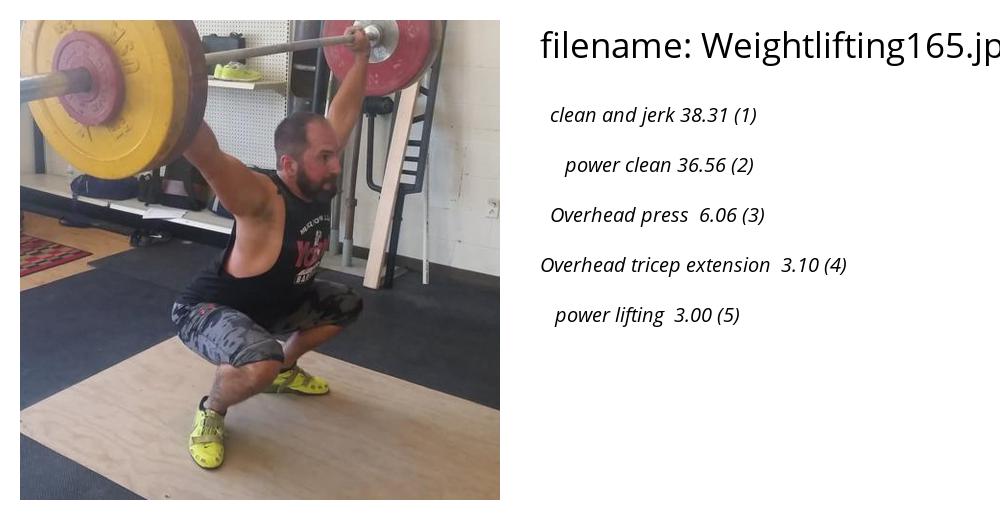 filename: Weightlifting165.jp
clean and jerk 38.31 (1)
power clean 36.56 (2)
Overhead press 6.06 (3)
Overhead tricep extension 3.10 (4)
power lifting 3.00 (5)